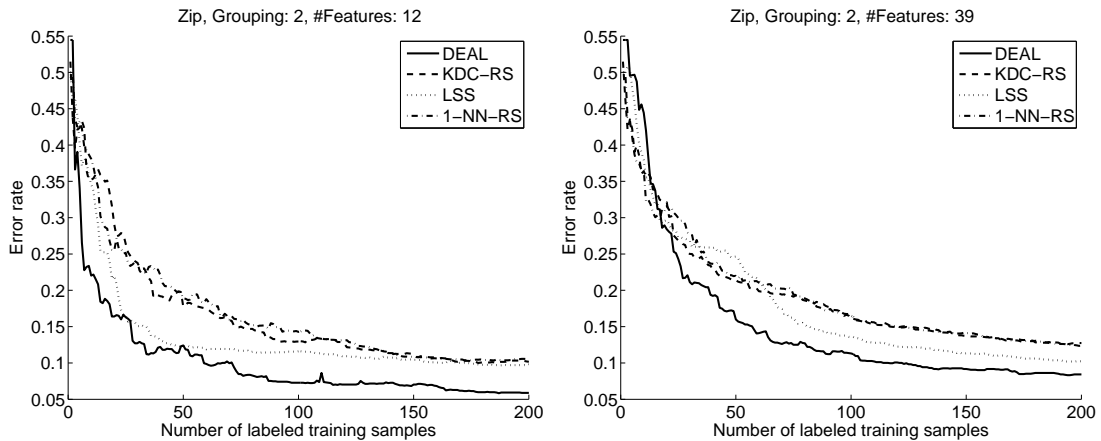 Zip, Grouping: 2, #Features: 12
0.55
0.5
0.45
0.4
0.35
0.3
0.25
0.2
0.15
0.1
0.05
Error rate
DEAL
KDC−RS
LSS
1−NN−RS
0
50
100
150
200
Number of labeled training samples
Zip, Grouping: 2, #Features: 39
0.55
0.5
0.45
0.4
0.35
0.3
0.25
0.2
0.15
0.1
0.05
Error rate
DEAL
KDC−RS
LSS
1−NN−RS
0
50
100
150
200
Number of labeled training samples